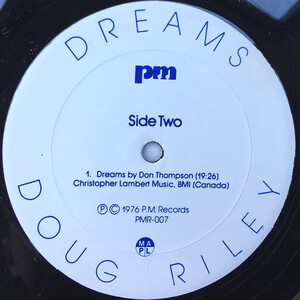 DREAMS
pm
Side Two
1. Dreams by Don Thompson (19:26)
Christopher Lambert Music, BMI (Canada)
Ⓟ © 1976 P.M. Records
PMR-007
M A
P L
DOUG RILEY